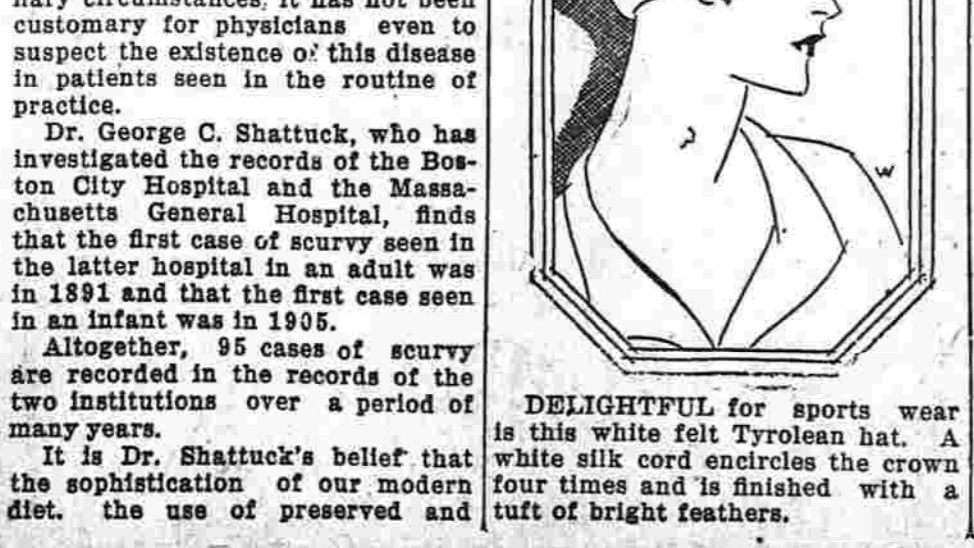 nary circumstances, it has not been
customary for physicians even to
suspect the existence of this disease
in patients seen in the routine of
practice.
Dr. George C. Shattuck, who has
investigated the records of the Bos-
ton City Hospital and the Massa-
chusetts General Hospital, finds
that the first case of scurvy seen in
the latter hospital in an adult was
in 1891 and that the first case seen
in an infant was in 1905.
Altogether, 95 cases of scurvy
are recorded in the records of the
two institutions over a period of
many years.
It is Dr. Shattuck's belief that
the sophistication of our modern
diet. the use of preserved and
W
DELIGHTFUL for sports wear
is this white felt Tyrolean hat. A
white silk cord encircles the crown
four times and is finished with a
tuft of bright feathers.